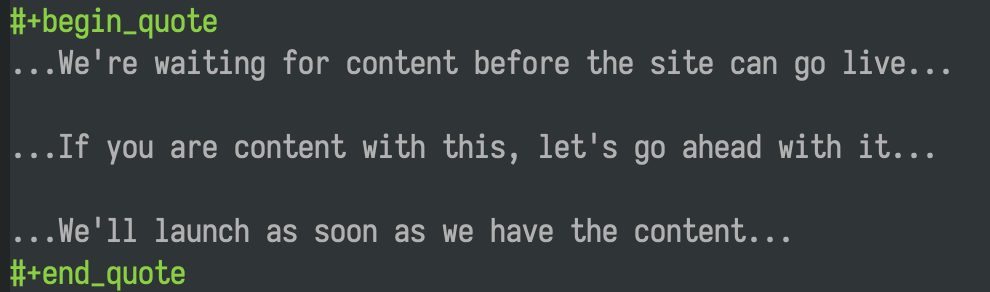 #+begin_quote
...We're waiting for content before the site can go live...
...If you are content with this, let's go ahead with it...
...We'll launch as soon as we have the content...
#+end_quote